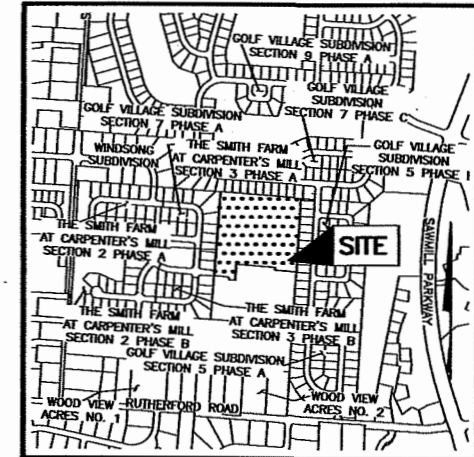 GOLF VILLAGE SUBDIVISION
SECTION 9 PHASE A
GOLF VILLAGE
SUBDIVISION
SECTION 7 PHASE C
GOLF VILLAGE SUBDIVISION
SECTION 7 PHASE A
WINDSONG
SUBDIVISION
THE SMITH FARM
AT CARPENTER'S MILL
SECTION 3 PHASE A
GOLF VILLAGE
SUBDIVISION
SECTION 5 PHASE
SITE
SAWMILL PARKWAY
THE SMITH FARM
AT CARPENTER'S MILL
SECTION 2 PHASE A
THE SMITH FARM
AT CARPENTER'S MILL
SECTION 2 PHASE B
THE SMITH FARM
AT CARPENTER'S MILL
SECTION 3 PHASE B
GOLF VILLAGE SUBDIVISION
SECTION 5 PHASE A
WOOD VIEW
ACRES NO. 1
RUTHERFORD ROAD
WOOD VIEW
ACRES NO. 2